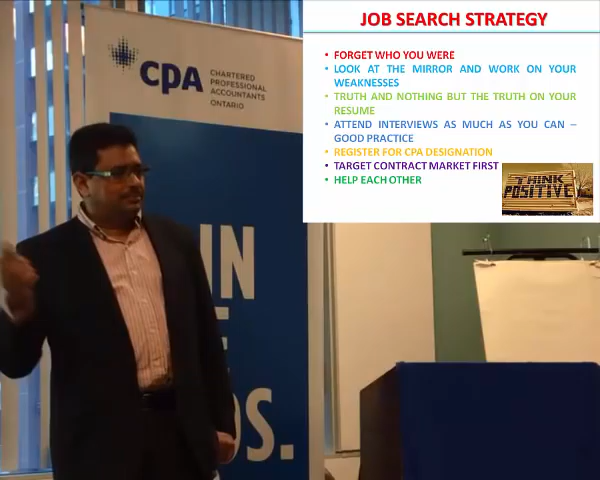 JOB SEARCH STRATEGY
• FORGET WHO YOU WERE
• LOOK AT THE MIRROR AND WORK ON YOUR
WEAKNESSES
• TRUTH AND NOTHING BUT THE TRUTH ON YOUR
RESUME
• ATTEND INTERVIEWS AS MUCH AS YOU CAN –
GOOD PRACTICE
• REGISTER FOR CPA DESIGNATION
• TARGET CONTRACT MARKET FIRST
• HELP EACH OTHER
THINK
POSITIVE
CPA
CHARTERED
PROFESSIONAL
ACCOUNTANTS
ONTARIO
IN
DS.